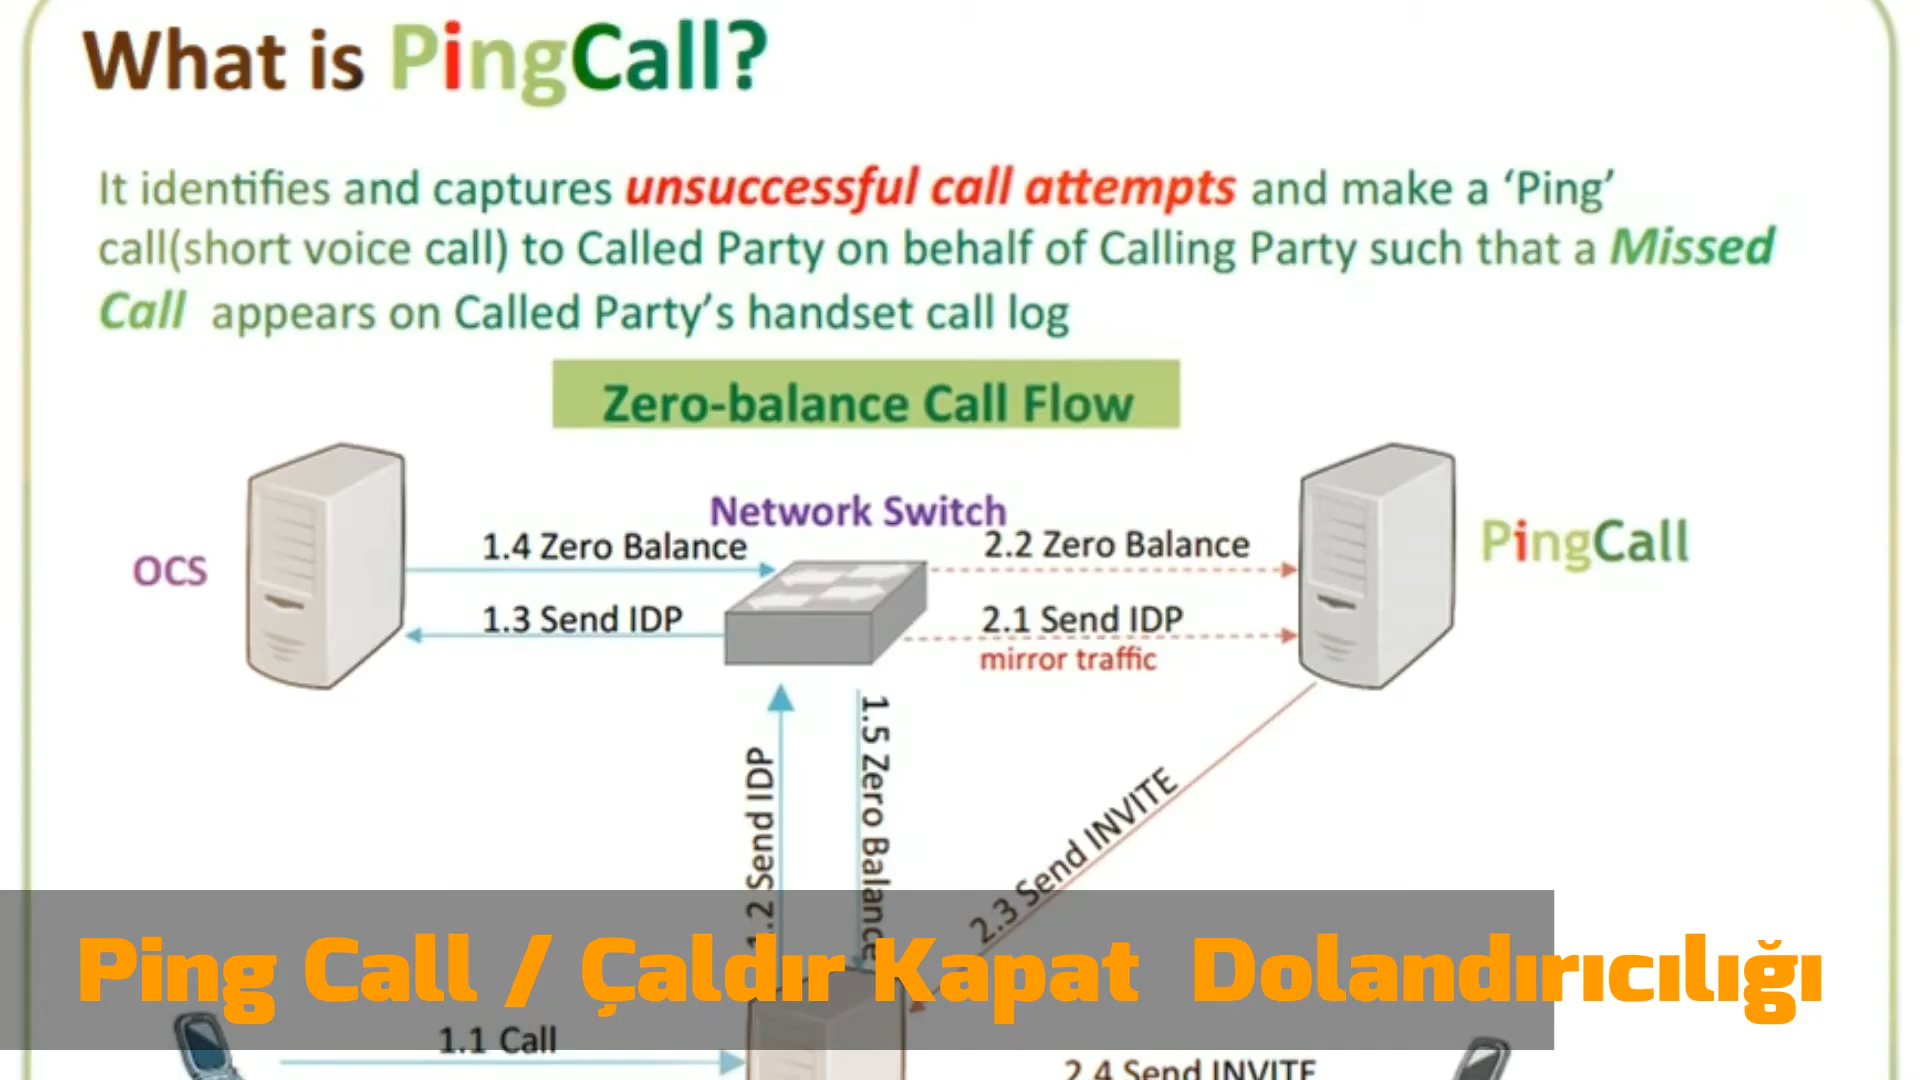 What is PingCall?
It identifies and captures unsuccessful call attempts and make a ‘Ping’
call(short voice call) to Called Party on behalf of Calling Party such that a Missed
Call appears on Called Party’s handset call log
Zero-balance Call Flow
Network Switch
1.4 Zero Balance
2.2 Zero Balance
OCS
PingCall
1.3 Send IDP
2.1 Send IDP
mirror traffic
1.2 Send IDP
1.5 Zero Balance
2.3 Send INVITE
Ping Call / Çaldır Kapat Dolandırıcılığı
1.1 Call
2.4 Send INVITE